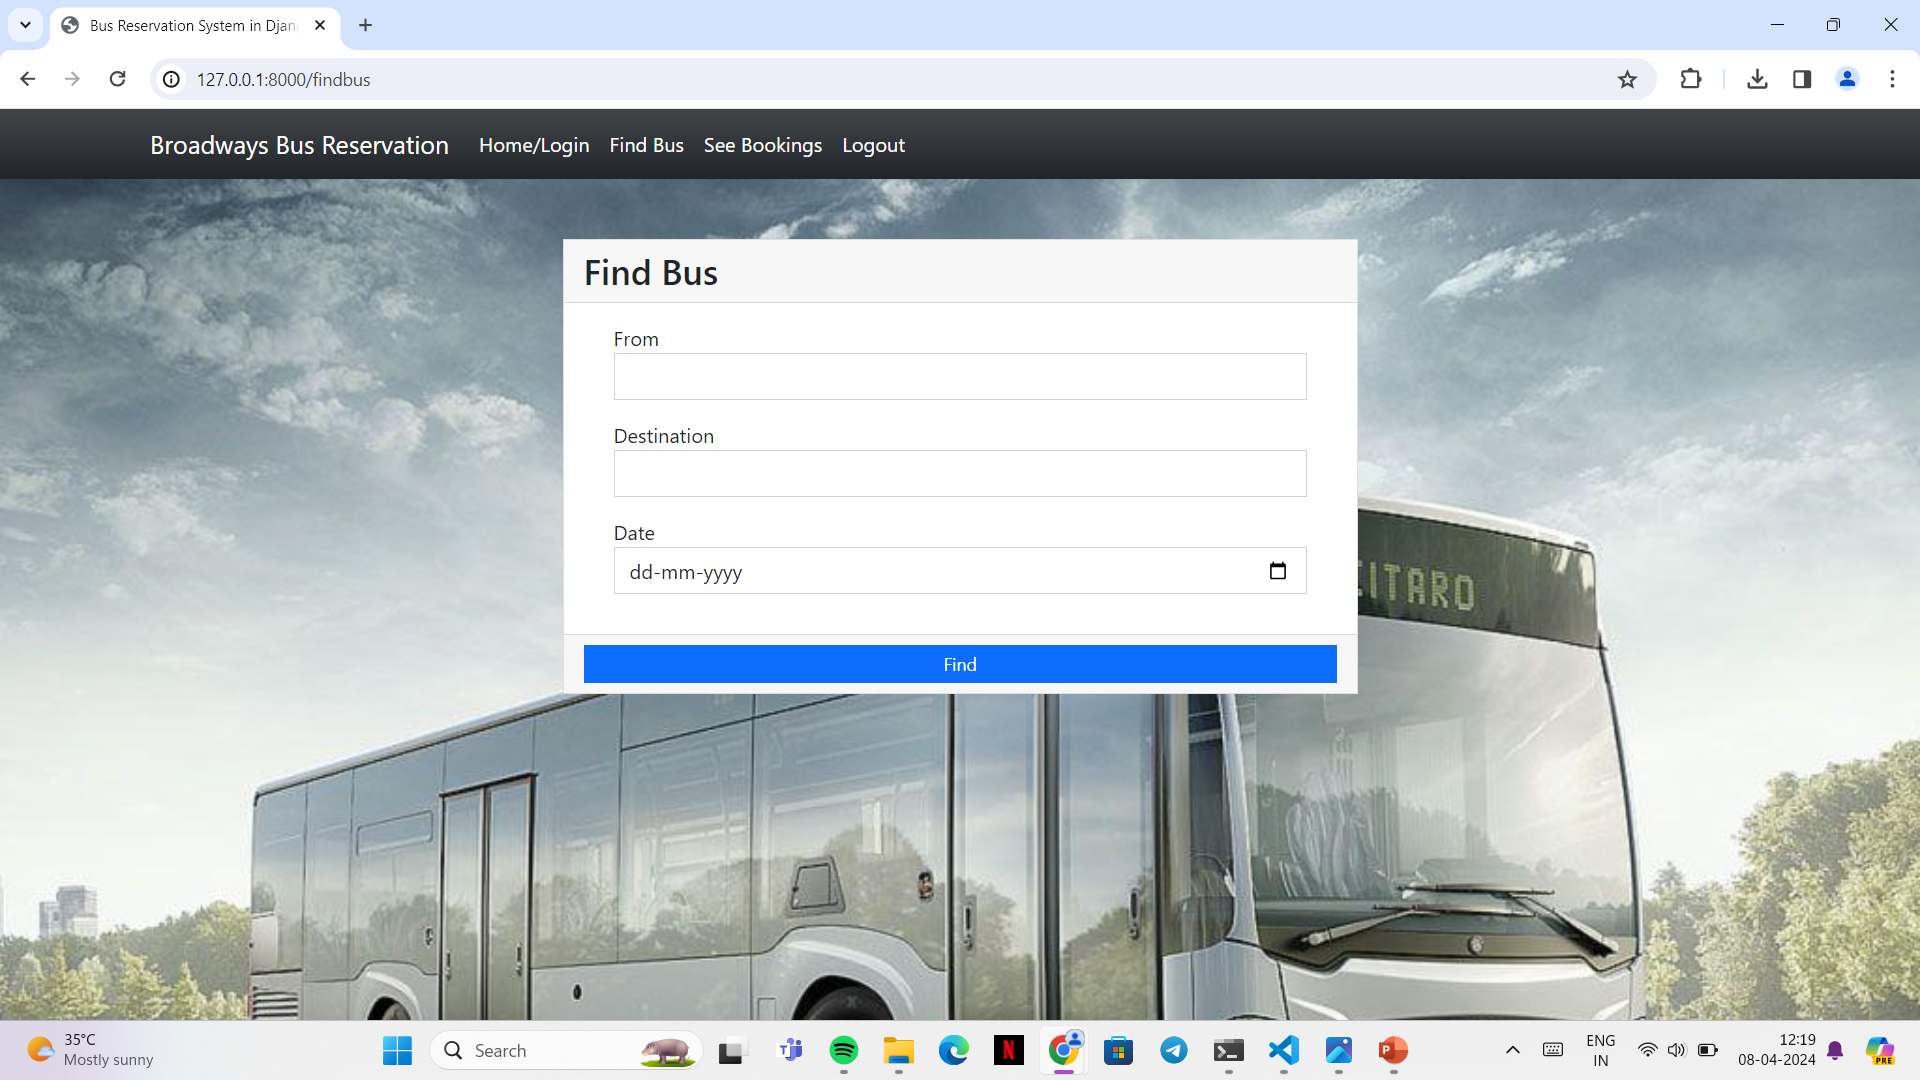 Bus Reservation System in Djan
127.0.0.1:8000/findbus
Broadways Bus Reservation Home/Login Find Bus See Bookings Logout
Find Bus
From
Destination
Date
dd-mm-yyyy
Find
CITARO
35°C
Mostly sunny
Search
ENG
IN
12:19
08-04-2024
PRE